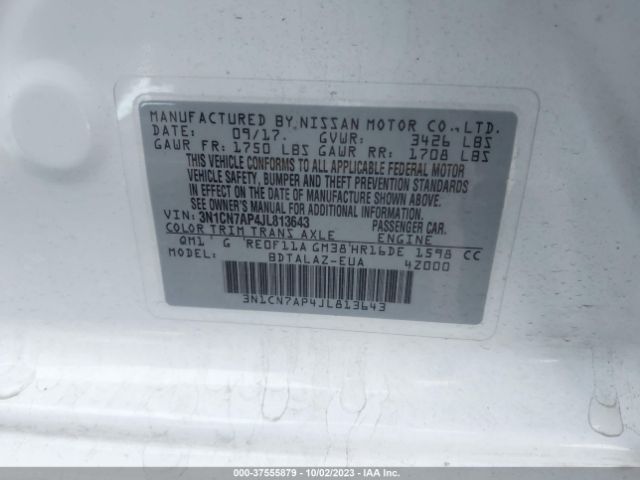 MANUFACTURED BY NISSAN MOTOR CO., LTD.
DATE: 09/17. GVWR: 3426 LBS
GAWR FR: 1750 LBS GAWR RR: 1708 LBS
THIS VEHICLE CONFORMS TO ALL APPLICABLE FEDERAL MOTOR
VEHICLE SAFETY, BUMPER AND THEFT PREVENTION STANDARDS
IN EFFECT ON THE DATE OF MANUFACTURE SHOWN ABOVE.
SEE OWNER'S MANUAL FOR ADDITIONAL INFORMATION.
VIN: 3N1CN7AP4JL813643 PASSENGER CAR.
COLOR TRIM TRANS AXLE ENGINE
QM1 G RE0F11A GM38 HR16DE 1598 CC
MODEL: BDTALAZ-EUA 42000
3N1CN7AP4JL813643
000-37555879 - 10/02/2023 - IAA